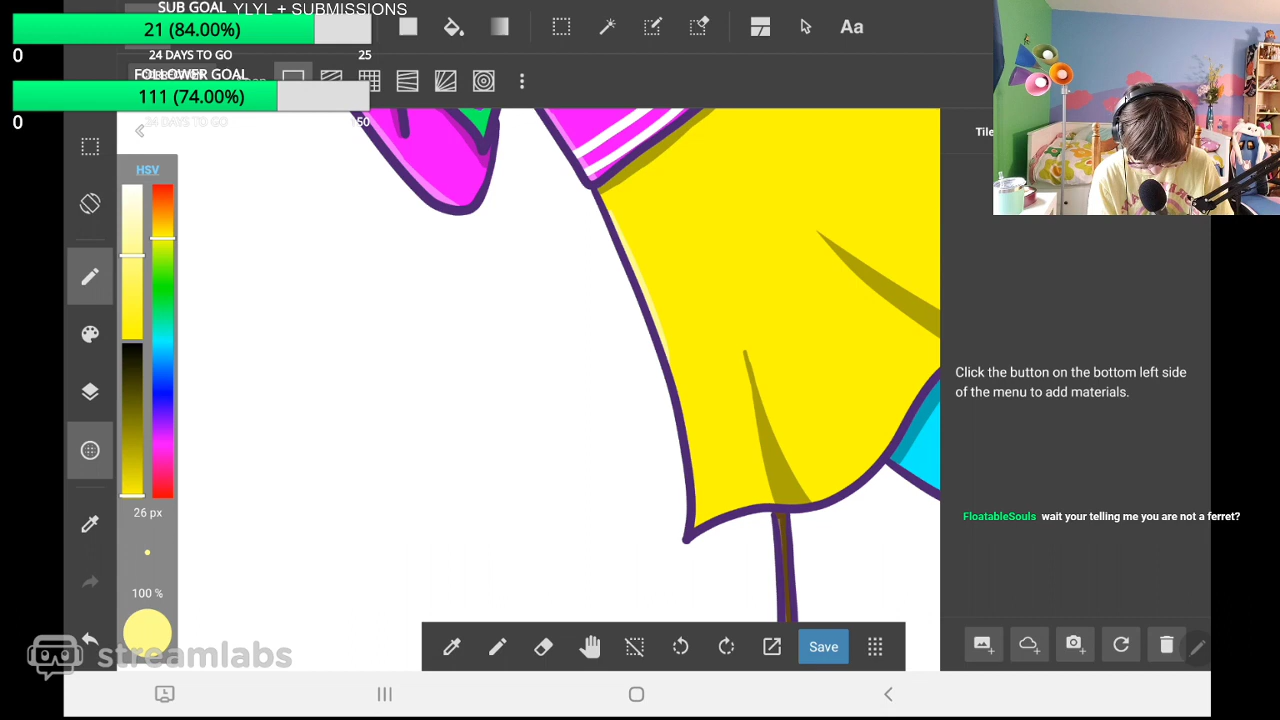 SUB GOAL YLYL + SUBMISSIONS
21 (84.00%)
0 24 DAYS TO GO 25
FOLLOWER GOAL
111 (74.00%)
0 24 DAYS TO GO
Aa
Tile
HSV
26 px
100 %
Click the button on the bottom left side
of the menu to add materials.
FloatableSouls wait your telling me you are not a ferret?
Save
streamlabs